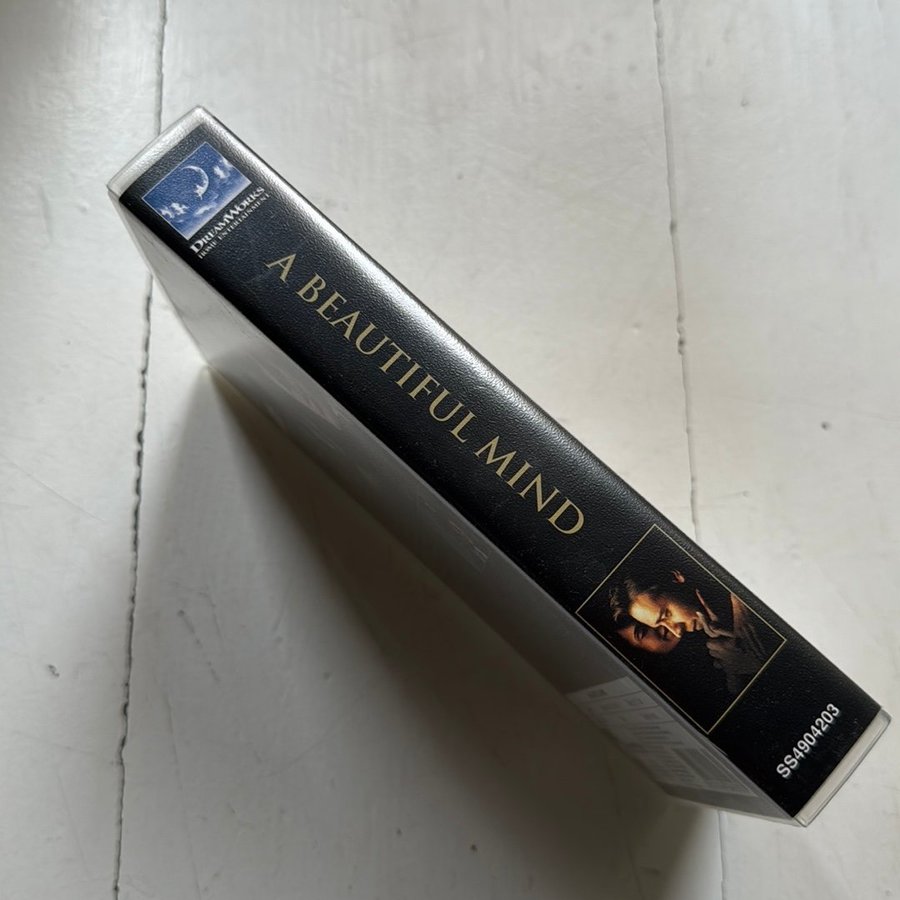 DREAMWORKS
HOME ENTERTAINMENT
A BEAUTIFUL MIND
SS4904203